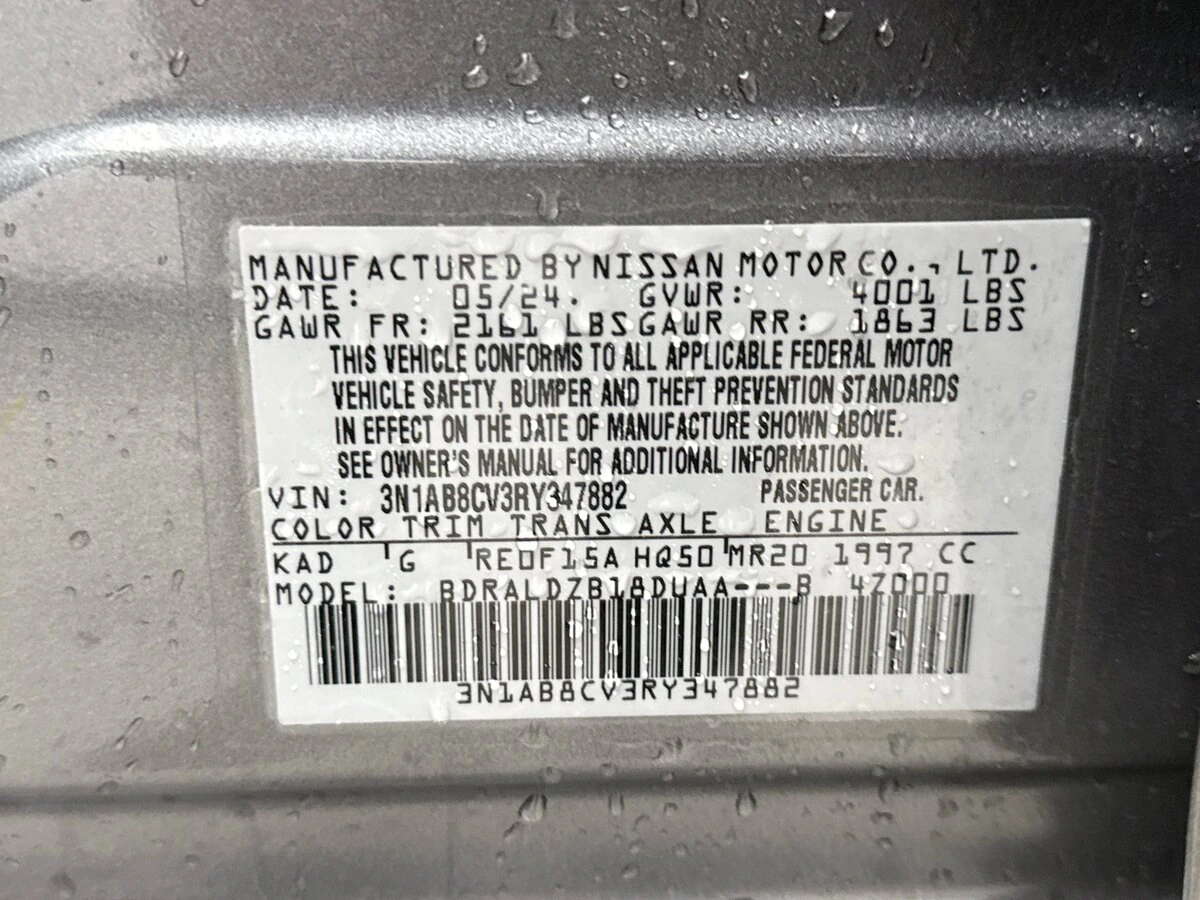 MANUFACTURED BY NISSAN MOTOR CO., LTD.
DATE: 05/24. GVWR: 4001 LBS
GAWR FR: 2161 LBS GAWR RR: 1863 LBS
THIS VEHICLE CONFORMS TO ALL APPLICABLE FEDERAL MOTOR
VEHICLE SAFETY, BUMPER AND THEFT PREVENTION STANDARDS
IN EFFECT ON THE DATE OF MANUFACTURE SHOWN ABOVE.
SEE OWNER'S MANUAL FOR ADDITIONAL INFORMATION.
VIN: 3N1AB8CV3RY347882 PASSENGER CAR.
COLOR TRIM TRANS AXLE ENGINE
KAD G RE0F15A HQ50 MR20 1997 CC
MODEL: BDRALDZB18DUAA---B 4Z000
3N1AB8CV3RY347882